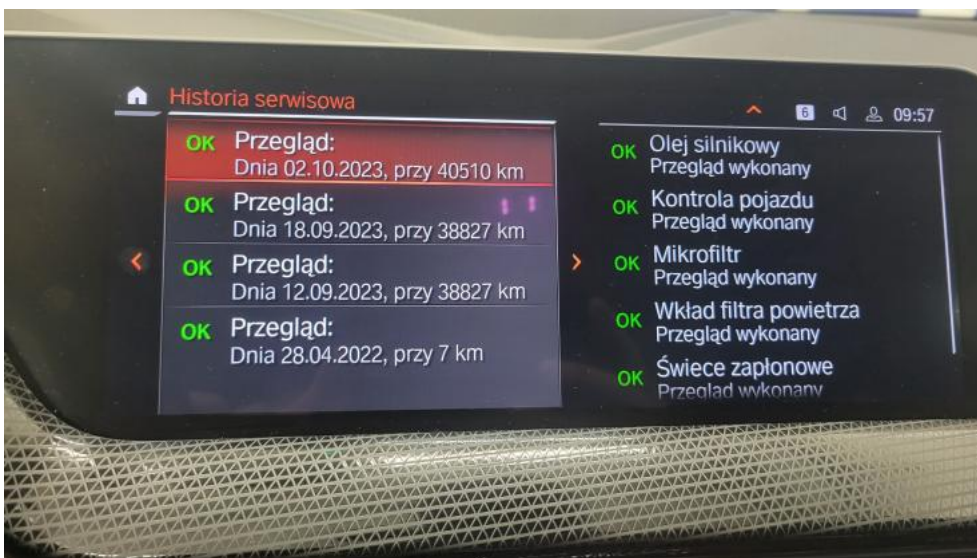 Historia serwisowa
6 09:57
OK Przegląd:
Dnia 02.10.2023, przy 40510 km
OK Przegląd:
Dnia 18.09.2023, przy 38827 km
OK Przegląd:
Dnia 12.09.2023, przy 38827 km
OK Przegląd:
Dnia 28.04.2022, przy 7 km
OK Olej silnikowy
Przegląd wykonany
OK Kontrola pojazdu
Przegląd wykonany
OK Mikrofiltr
Przegląd wykonany
OK Wkład filtra powietrza
Przegląd wykonany
OK Świece zapłonowe
Przegląd wykonany